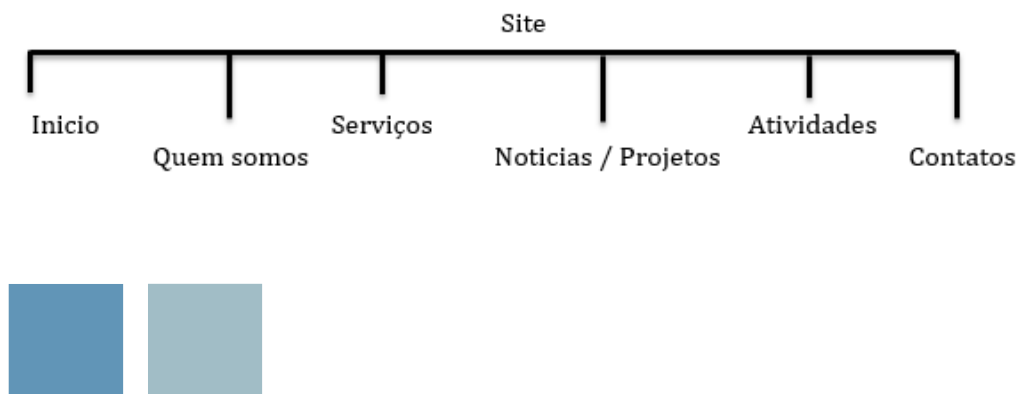 Site
Inicio
Serviços
Atividades
Quem somos
Noticias / Projetos
Contatos